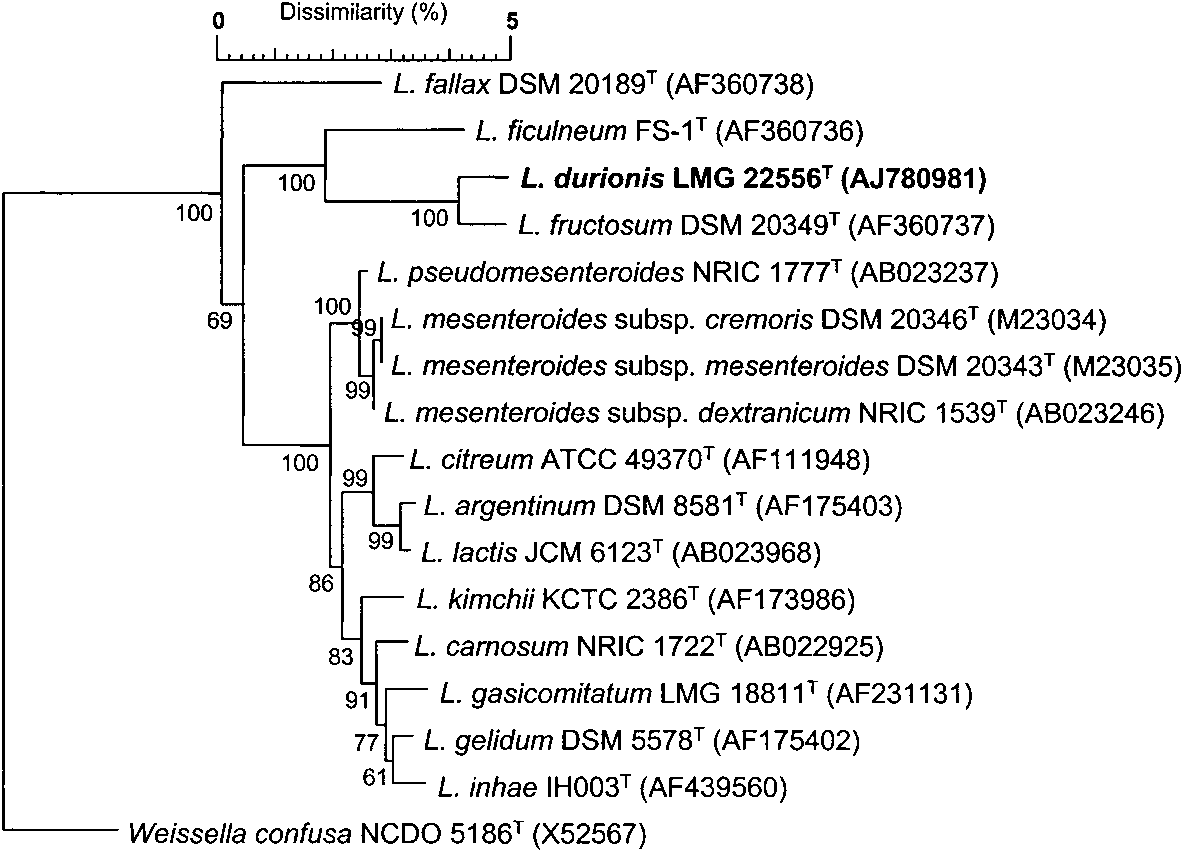 Dissimilarity (%)
0 5
L. fallax DSM 20189ᵀ (AF360738)
L. ficulneum FS-1ᵀ (AF360736)
L. durionis LMG 22556ᵀ (AJ780981)
100
100
100
L. fructosum DSM 20349ᵀ (AF360737)
L. pseudomesenteroides NRIC 1777ᵀ (AB023237)
100
69
99
L. mesenteroides subsp. cremoris DSM 20346ᵀ (M23034)
L. mesenteroides subsp. mesenteroides DSM 20343ᵀ (M23035)
99
L. mesenteroides subsp. dextranicum NRIC 1539ᵀ (AB023246)
100
L. citreum ATCC 49370ᵀ (AF111948)
99
L. argentinum DSM 8581ᵀ (AF175403)
99
L. lactis JCM 6123ᵀ (AB023968)
86
L. kimchii KCTC 2386ᵀ (AF173986)
L. carnosum NRIC 1722ᵀ (AB022925)
83
L. gasicomitatum LMG 18811ᵀ (AF231131)
91
L. gelidum DSM 5578ᵀ (AF175402)
77
61
L. inhae IH003ᵀ (AF439560)
Weissella confusa NCDO 5186ᵀ (X52567)